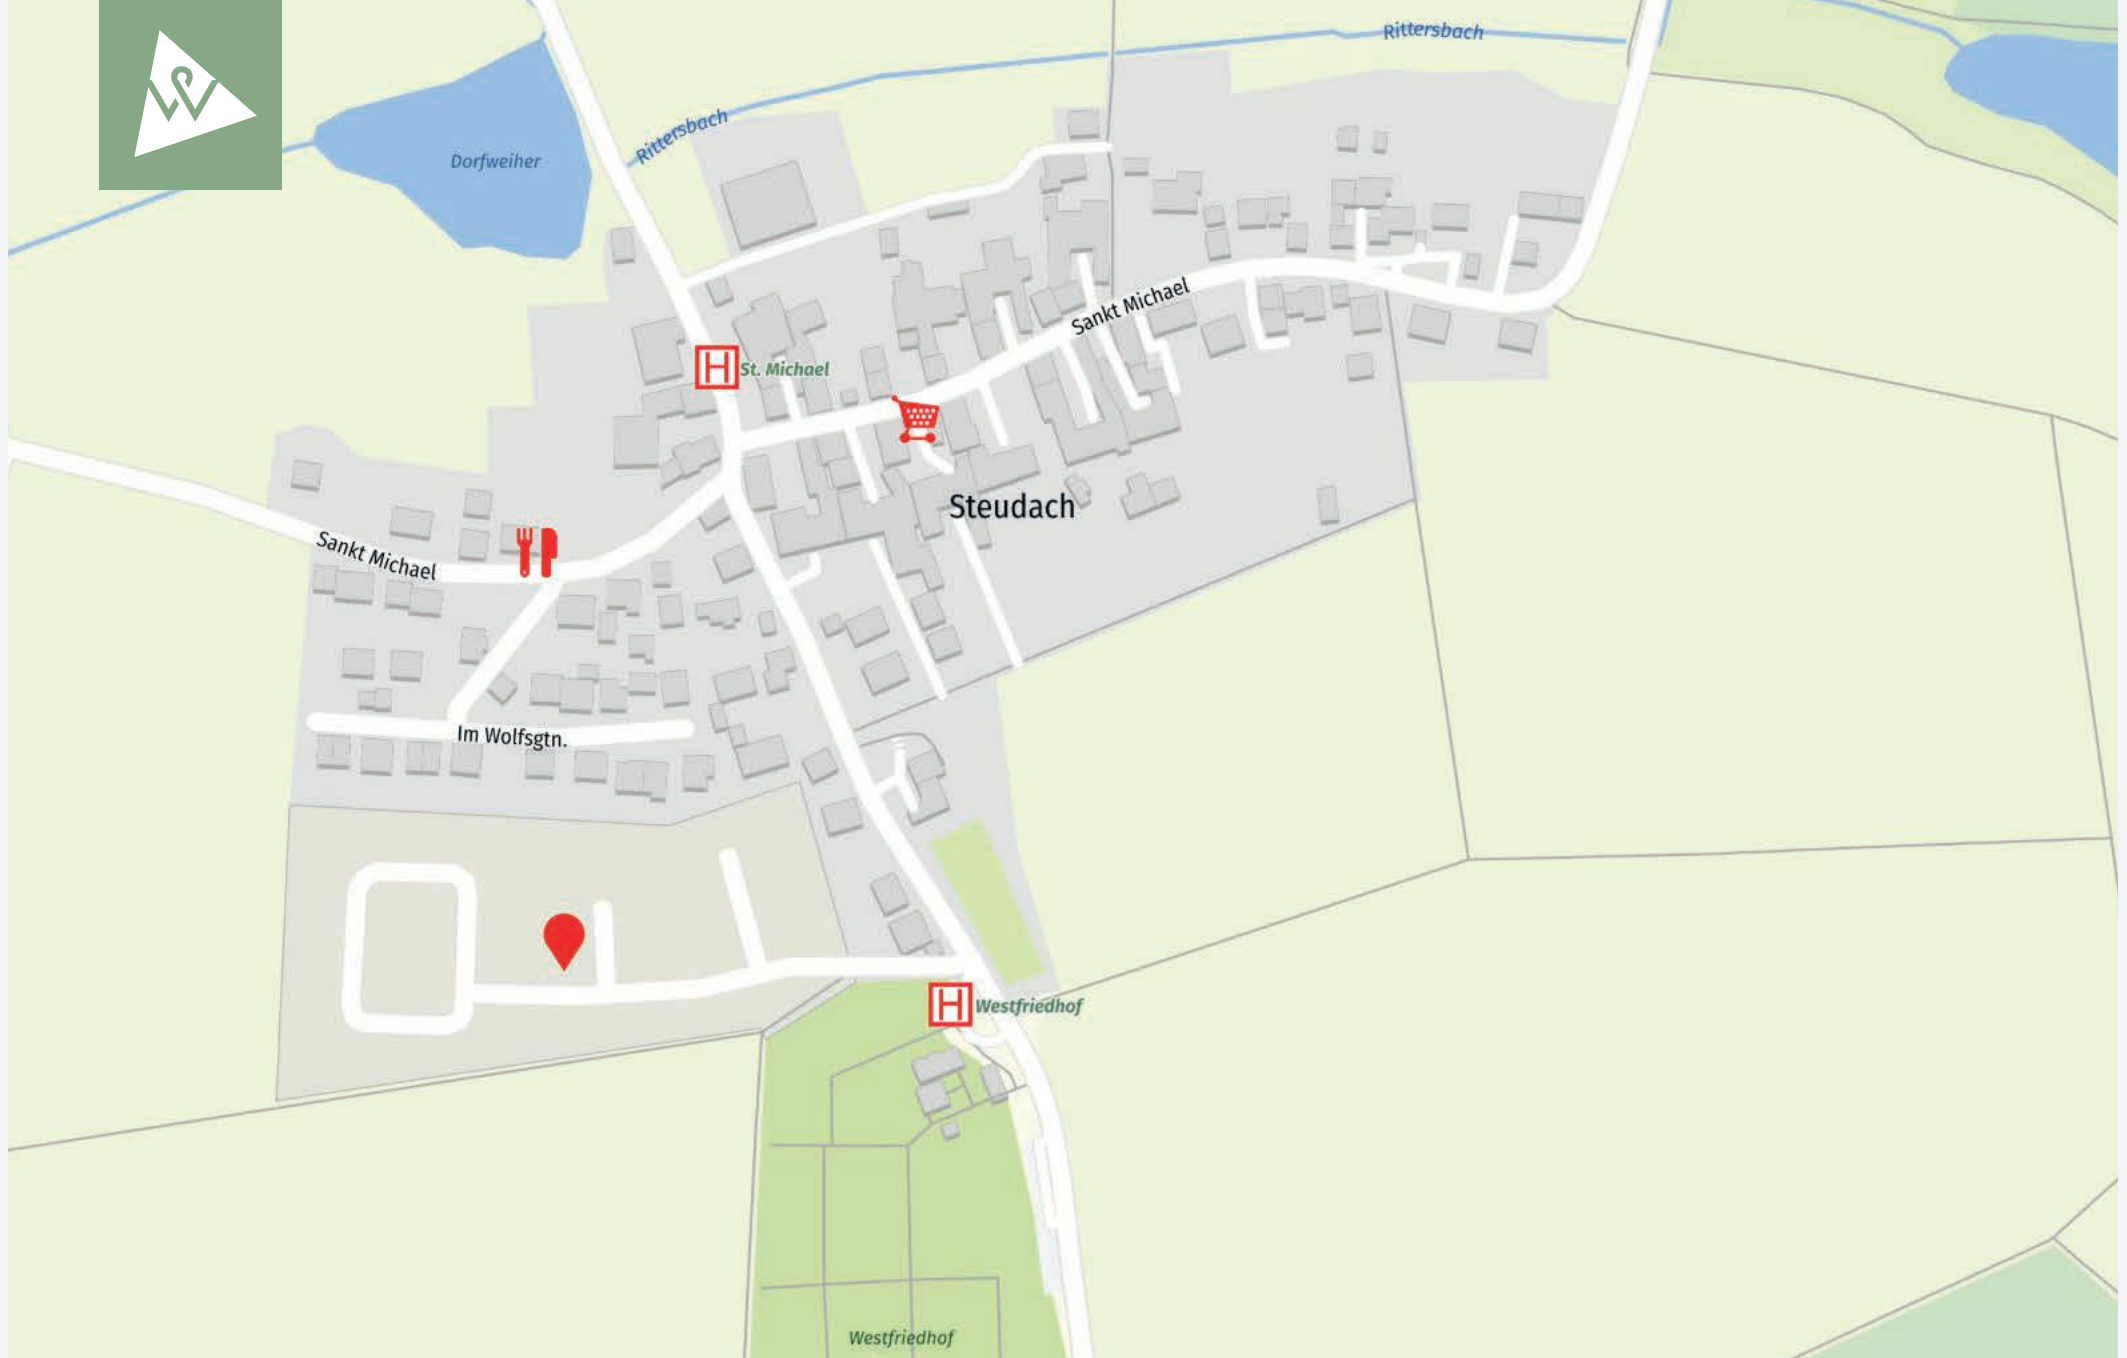 Rittersbach
Rittersbach
Dorfweiher
Sankt Michael
H St. Michael
Steudach
Sankt Michael
Im Wolfsgtn.
H Westfriedhof
Westfriedhof